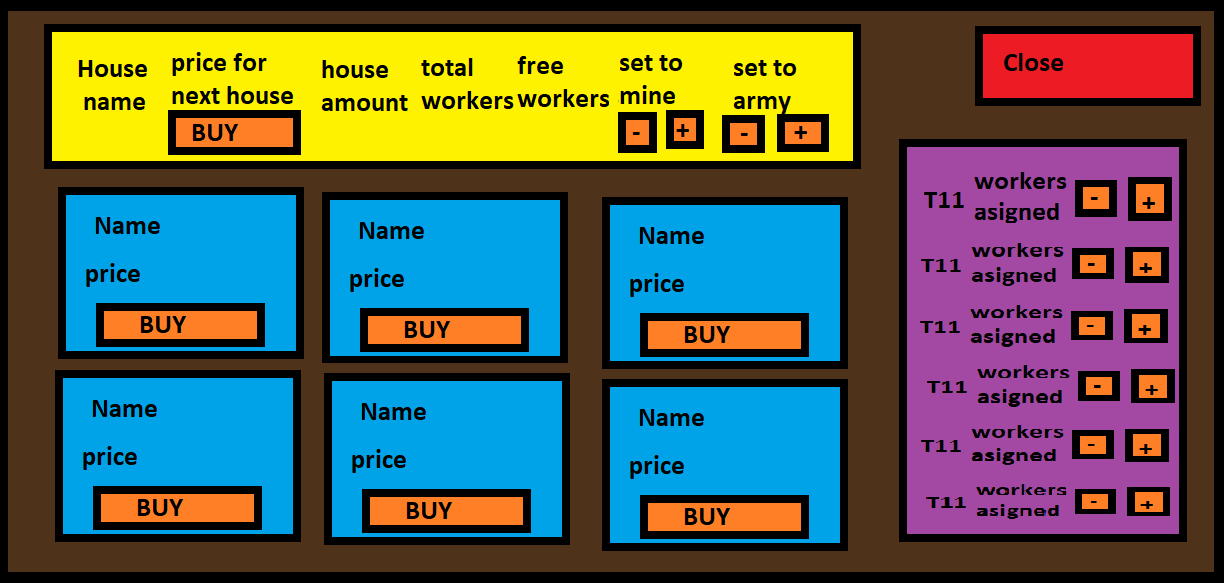 House name
price for next house
BUY
house amount
total workers
free workers
set to mine
- +
set to army
- +
Close
Name
price
BUY
Name
price
BUY
Name
price
BUY
Name
price
BUY
Name
price
BUY
Name
price
BUY
T11 workers asigned - +
T11 workers asigned - +
T11 workers asigned - +
T11 workers asigned - +
T11 workers asigned - +
T11 workers asigned - +